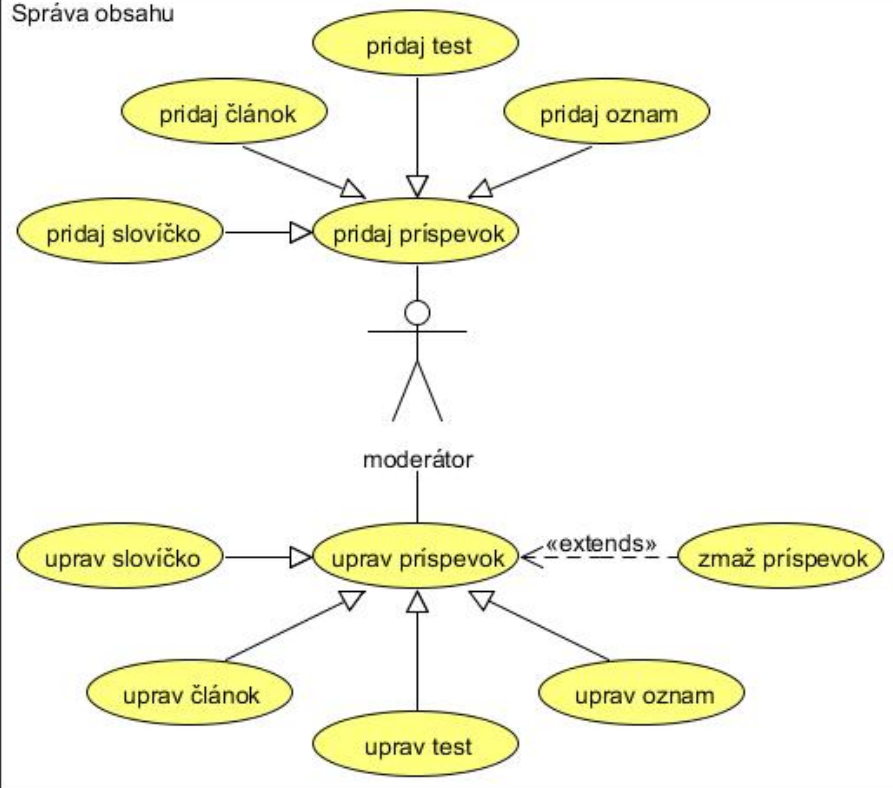 Správa obsahu
pridaj test
pridaj článok
pridaj oznam
pridaj slovíčko
pridaj príspevok
moderátor
uprav slovíčko
uprav príspevok
«extends»
zmaž príspevok
uprav článok
uprav oznam
uprav test